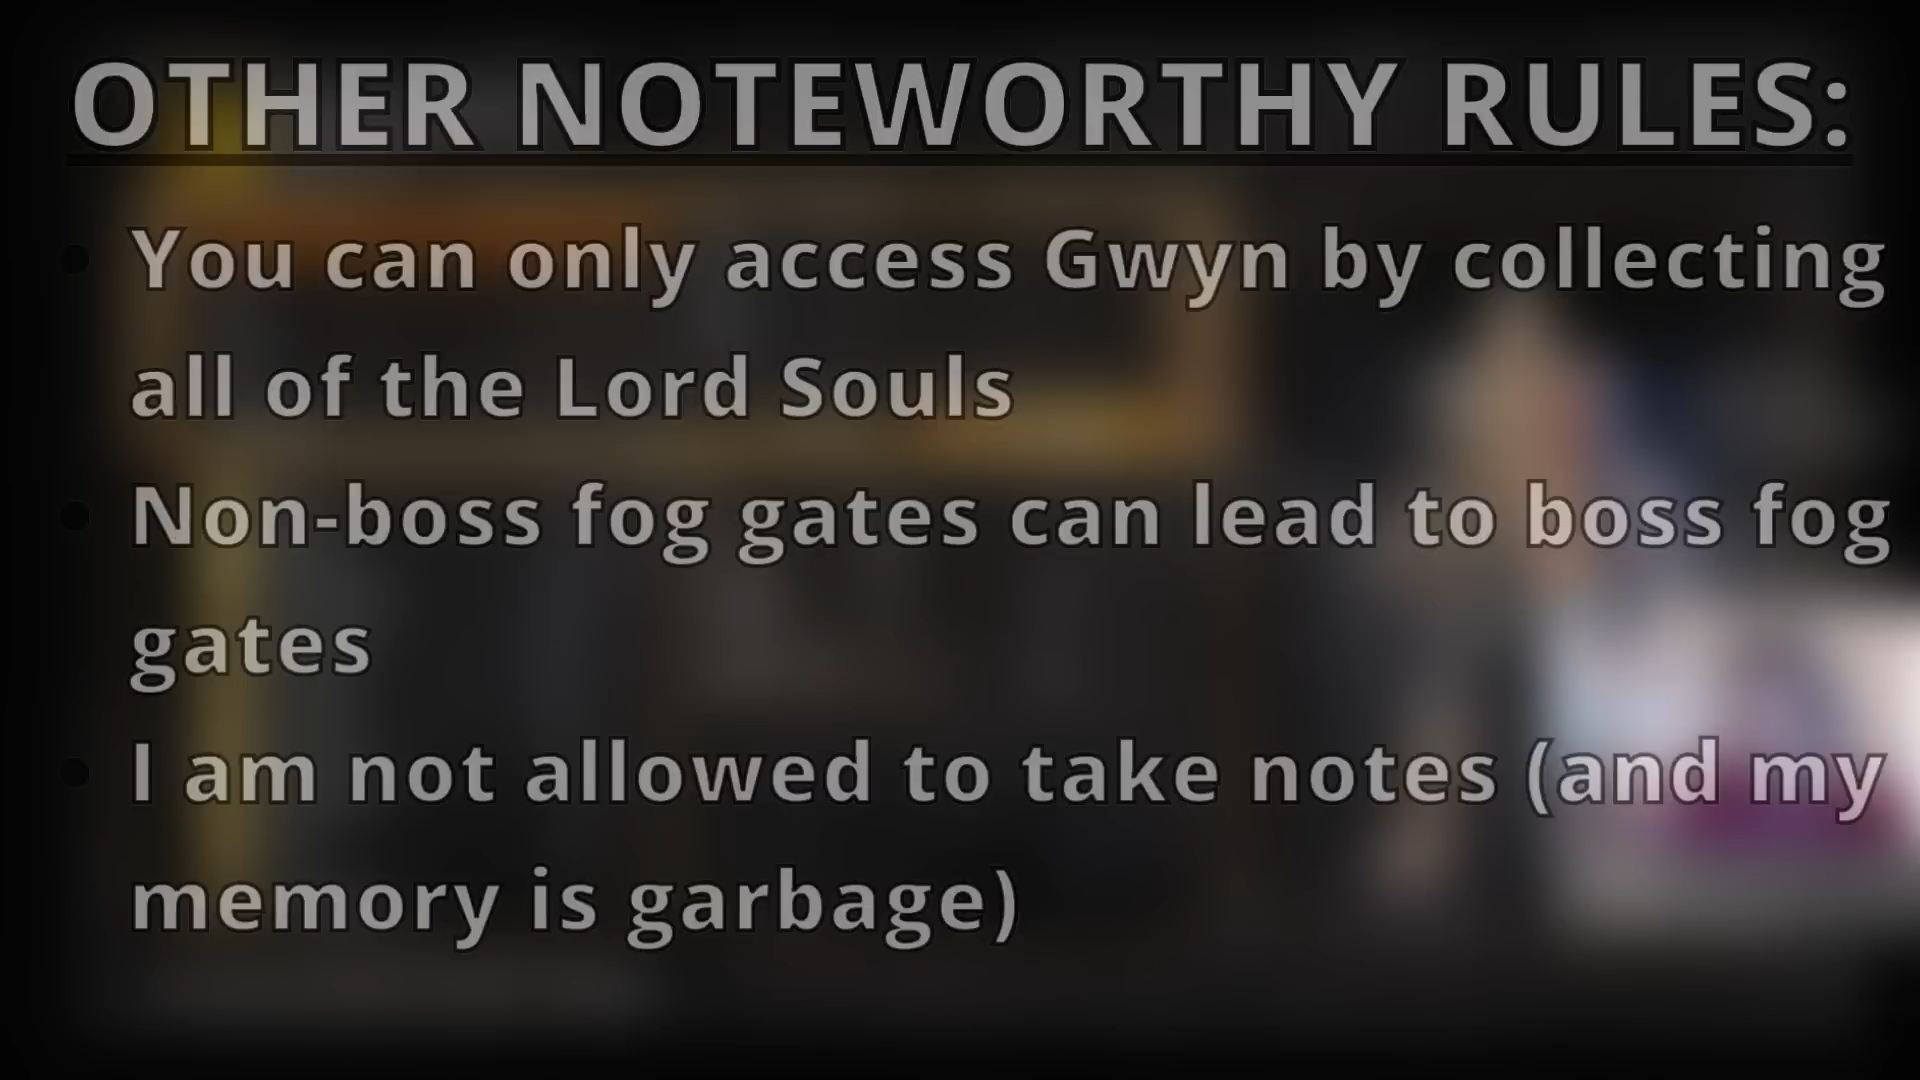 OTHER NOTEWORTHY RULES:
• You can only access Gwyn by collecting
all of the Lord Souls
• Non-boss fog gates can lead to boss fog
gates
• I am not allowed to take notes (and my
memory is garbage)